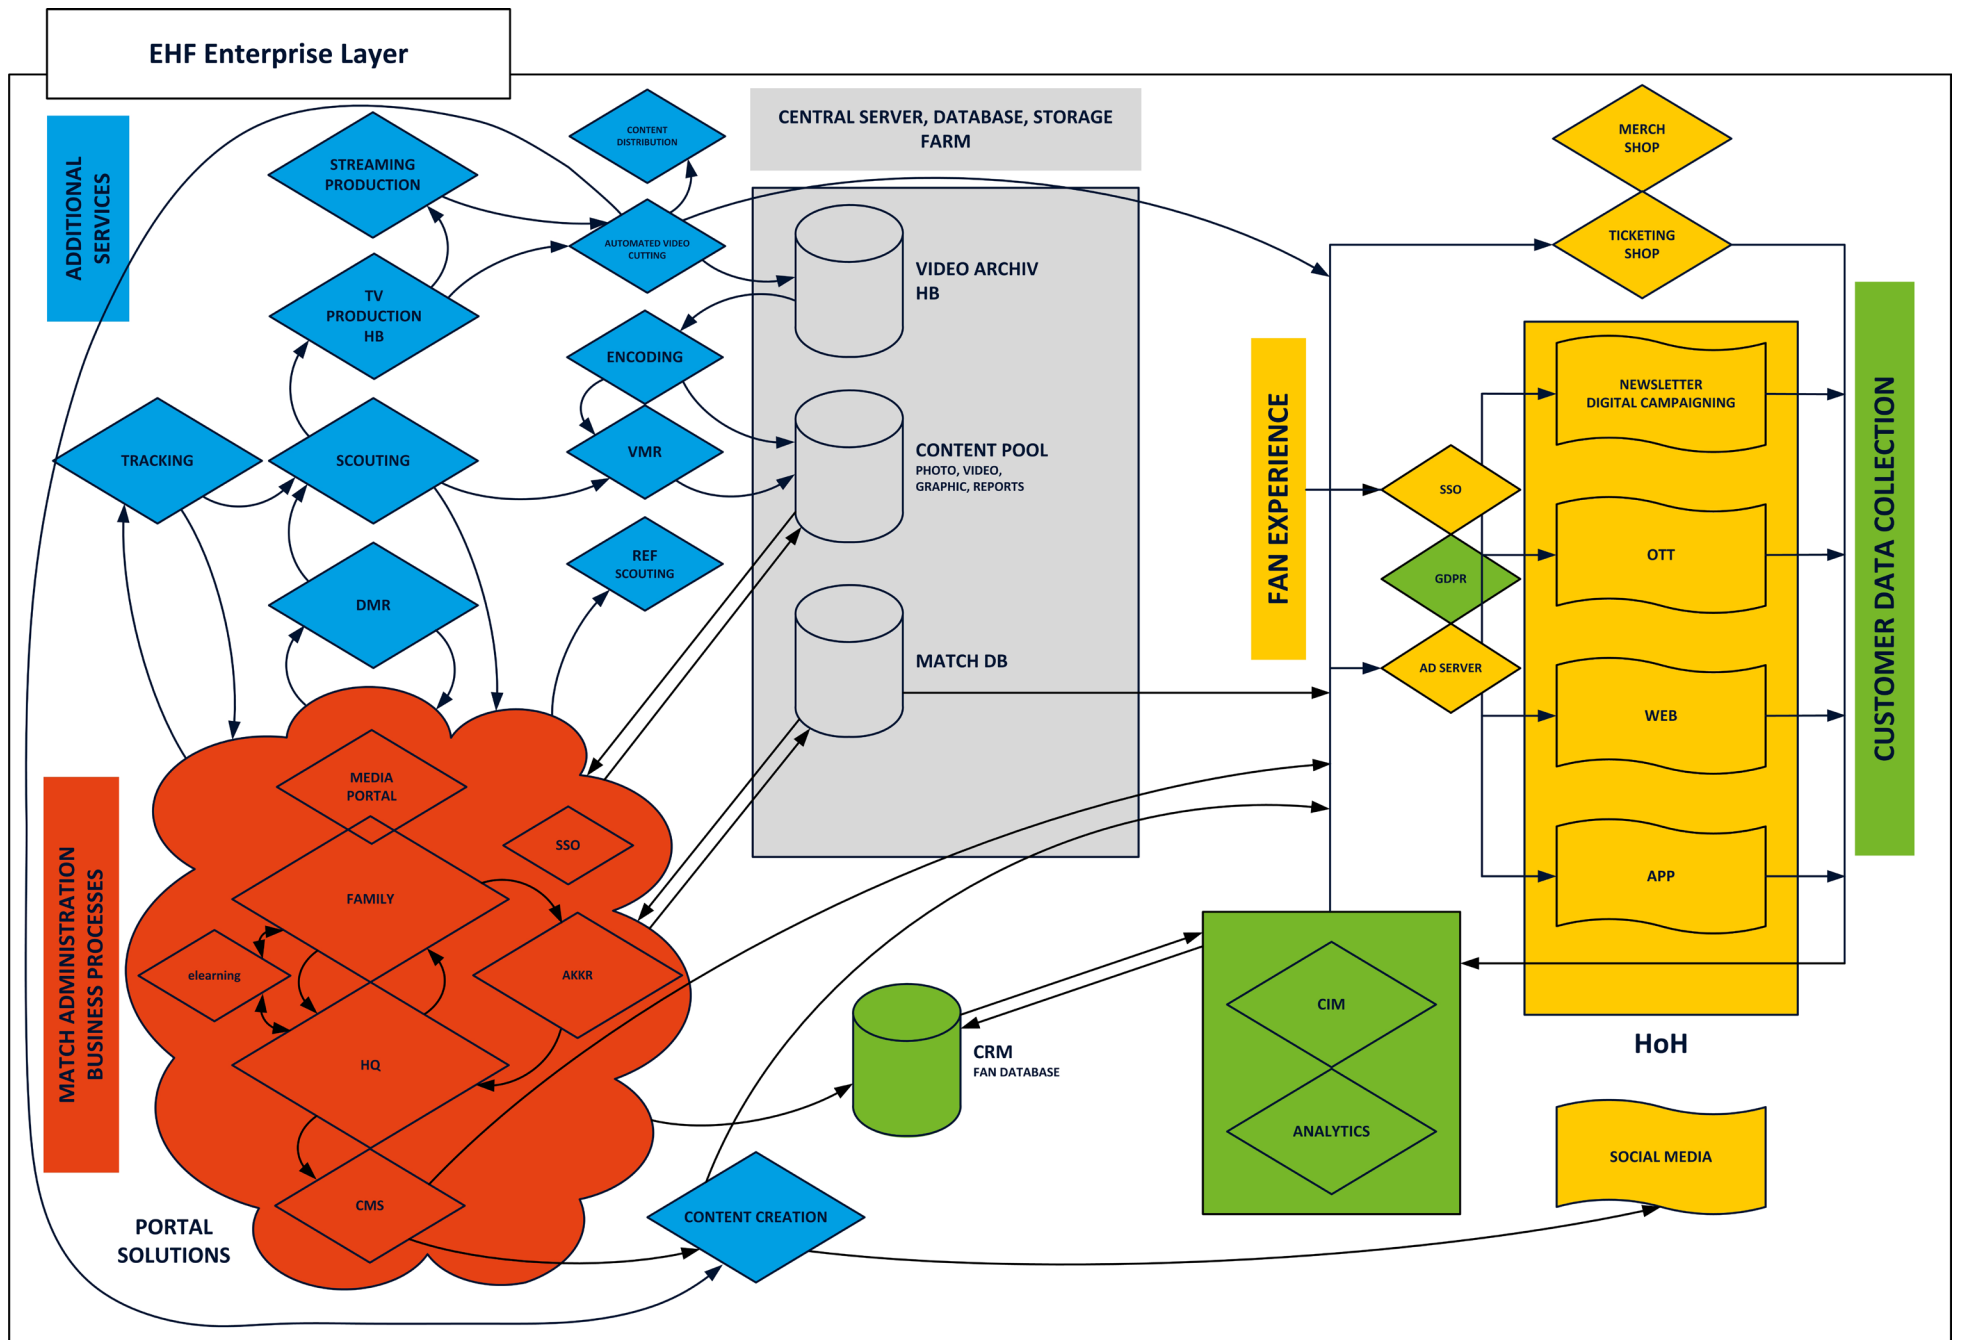 EHF Enterprise Layer
ADDITIONAL
SERVICES
STREAMING
PRODUCTION
CONTENT
DISTRIBUTION
AUTOMATED VIDEO
CUTTING
TV
PRODUCTION
HB
ENCODING
TRACKING
SCOUTING
VMR
REF
SCOUTING
DMR
CENTRAL SERVER, DATABASE, STORAGE
FARM
VIDEO ARCHIV
HB
CONTENT POOL
PHOTO, VIDEO,
GRAPHIC, REPORTS
MATCH DB
MERCH
SHOP
TICKETING
SHOP
FAN EXPERIENCE
NEWSLETTER
DIGITAL CAMPAIGNING
SSO
OTT
GDPR
AD SERVER
WEB
APP
HoH
CUSTOMER DATA COLLECTION
MATCH ADMINISTRATION
BUSINESS PROCESSES
MEDIA
PORTAL
SSO
FAMILY
elearning
AKKR
HQ
CMS
PORTAL
SOLUTIONS
CRM
FAN DATABASE
CIM
ANALYTICS
CONTENT CREATION
SOCIAL MEDIA